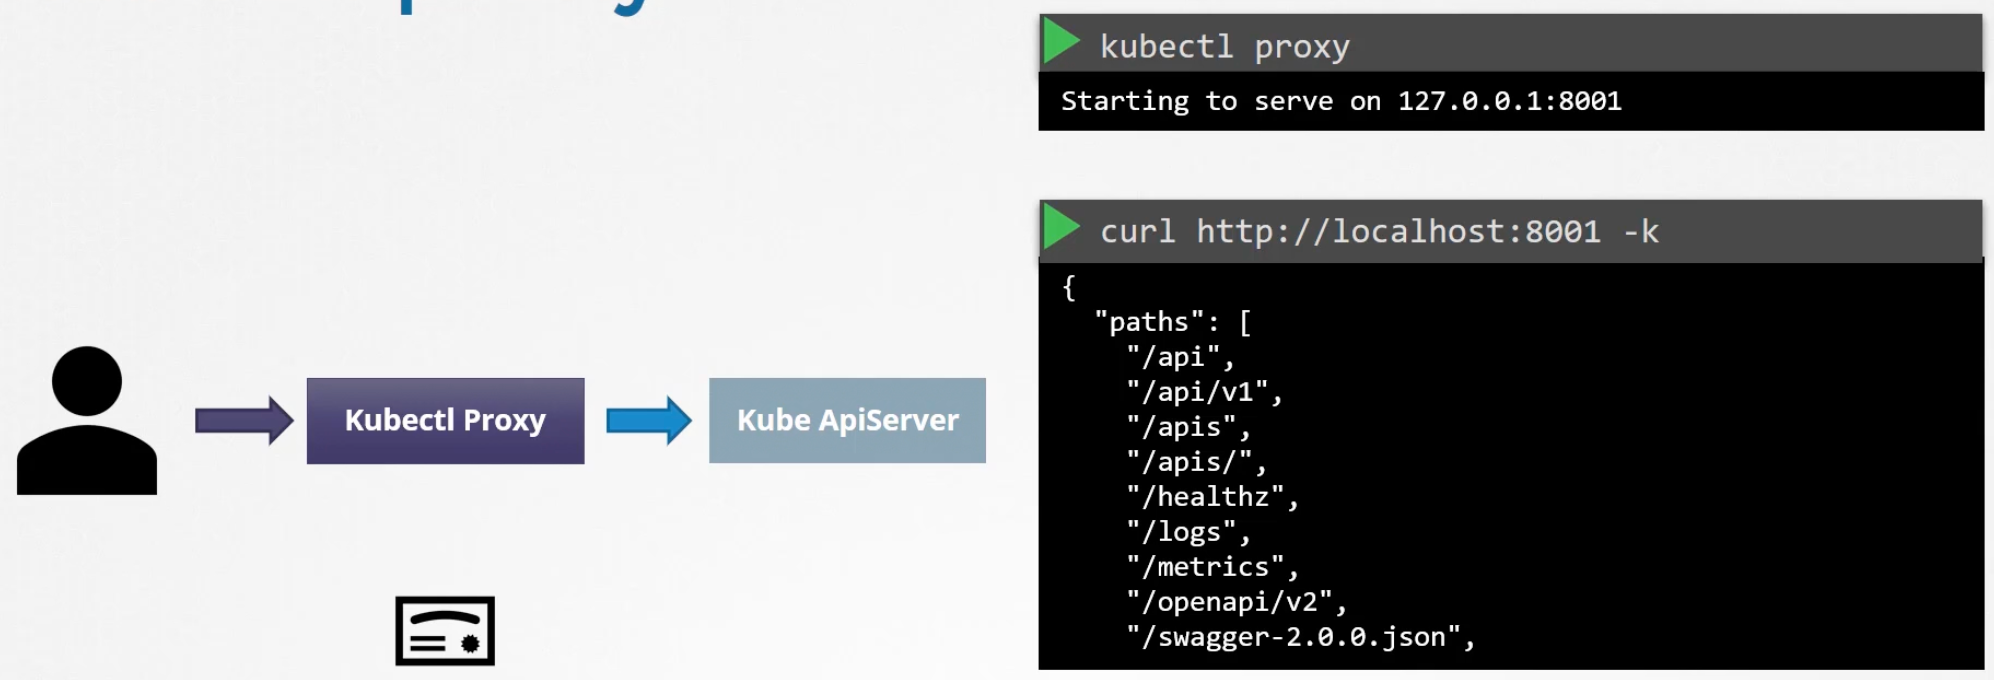 kubectl proxy
Starting to serve on 127.0.0.1:8001
curl http://localhost:8001 -k
{
"paths": [
"/api",
"/api/v1",
"/apis",
"/apis/",
"/healthz",
"/logs",
"/metrics",
"/openapi/v2",
"/swagger-2.0.0.json",
Kubectl Proxy
Kube ApiServer